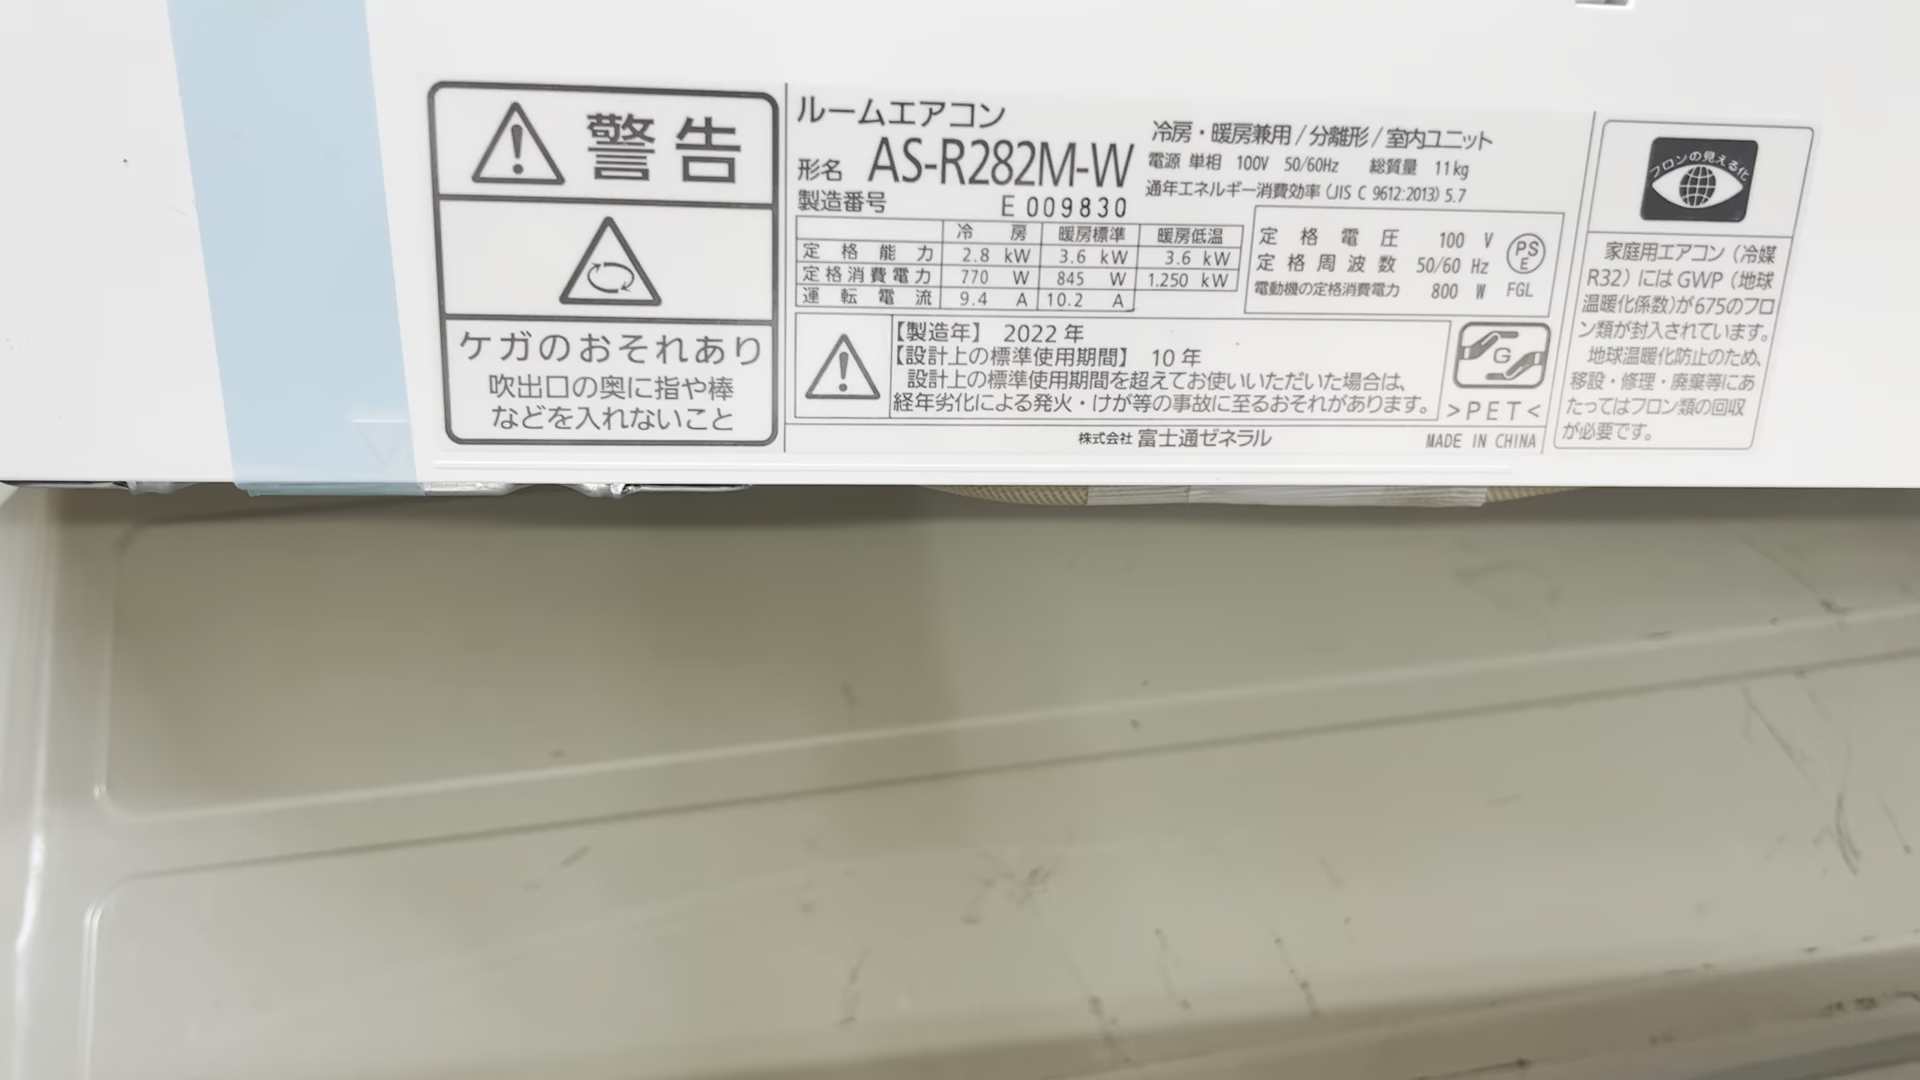 警告
ケガのおそれあり
吹出口の奥に指や棒
などを入れないこと
ルームエアコン
形名 AS-R282M-W
製造番号 E 009830
冷房・暖房兼用/分離形/室内ユニット
電源 単相 100V 50/60Hz 総質量 11kg
通年エネルギー消費効率(JIS C 9612:2013) 5.7
冷房 暖房標準 暖房低温
定格能力 2.8 kW 3.6 kW 3.6 kW
定格消費電力 770 W 845 W 1.250 kW
運転電流 9.4 A 10.2 A
定格電圧 100 V
定格周波数 50/60 Hz
電動機の定格消費電力 800 W
PS
E
FGL
【製造年】 2022年
【設計上の標準使用期間】 10年
設計上の標準使用期間を超えてお使いいただいた場合は、
経年劣化による発火・けが等の事故に至るおそれがあります。
G
>PET<
株式会社 富士通ゼネラル
MADE IN CHINA
フロンの見える化
家庭用エアコン(冷媒
R32)にはGWP(地球
温暖化係数)が675のフロ
ン類が封入されています。
地球温暖化防止のため、
移設・修理・廃棄等にあ
たってはフロン類の回収
が必要です。